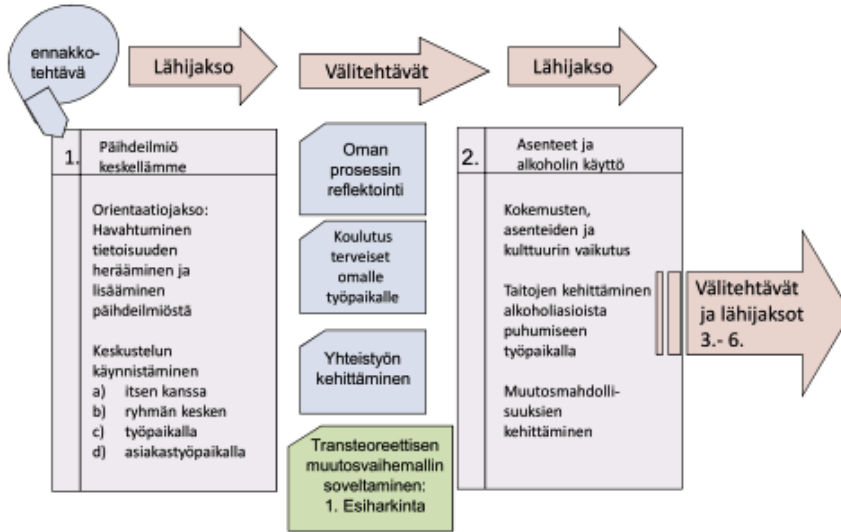 ennakko-
tehtävä
Lähijakso
Välitehtävät
Lähijakso
1.
Päihdeilmiö
keskellämme
Orientaatiojakso:
Havahtuminen
tietoisuuden
herääminen ja
lisääminen
päihdeilmiöstä
Keskustelun
käynnistäminen
a) itsen kanssa
b) ryhmän kesken
c) työpaikalla
d) asiakastyöpaikalla
Oman
prosessin
reflektointi
Koulutus
terveiset
omalle
työpaikalle
Yhteistyön
kehittäminen
Transteoreettisen
muutosvaihemallin
soveltaminen:
1. Esiharkinta
2.
Asenteet ja
alkoholin käyttö
Kokemusten,
asenteiden ja
kulttuurin vaikutus
Taitojen kehittäminen
alkoholiasioista
puhumiseen
työpaikalla
Muutosmahdolli-
suuksien
kehittäminen
Välitehtävät
ja lähijaksot
3.- 6.